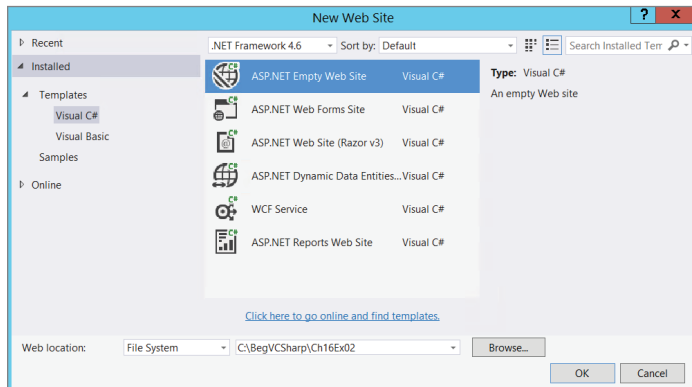 New Web Site
? X
Recent
.NET Framework 4.6 Sort by: Default Search Installed Tem
Installed
Templates
Visual C#
Visual Basic
Samples
Online
C# ASP.NET Empty Web Site Visual C#
C# ASP.NET Web Forms Site Visual C#
C# @ ASP.NET Web Site (Razor v3) Visual C#
C# ASP.NET Dynamic Data Entities... Visual C#
C# WCF Service Visual C#
C# ASP.NET Reports Web Site Visual C#
Type: Visual C#
An empty Web site
Click here to go online and find templates.
Web location: File System C:\BegVCSharp\Ch16Ex02 Browse...
OK Cancel